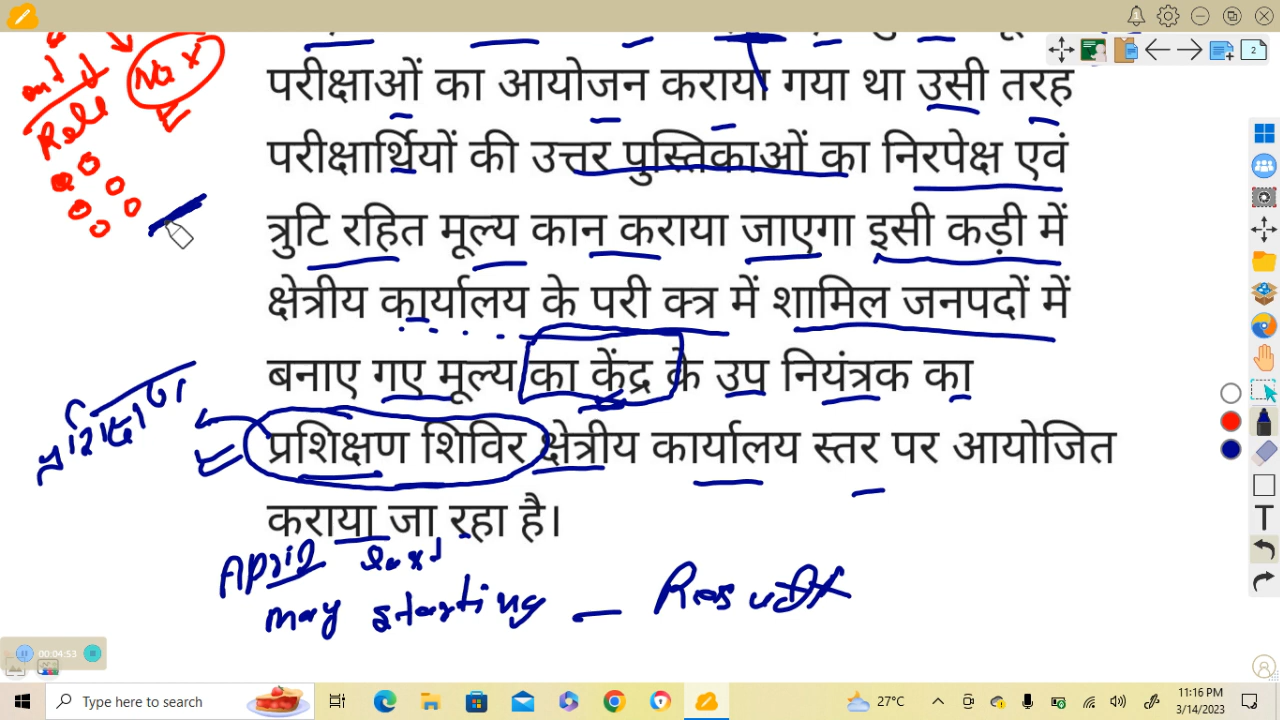 परीक्षाओं का आयोजन कराया गया था उसी तरह
परीक्षार्थियों की उत्तर पुस्तिकाओं का निरपेक्ष एवं
त्रुटि रहित मूल्य कान कराया जाएगा इसी कड़ी में
क्षेत्रीय कार्यालय के परी क्त्र में शामिल जनपदों में
बनाए गए मूल्य का केंद्र के उप नियंत्रक का
प्रशिक्षण शिविर क्षेत्रीय कार्यालय स्तर पर आयोजित
कराया जा रहा है।
April last
may starting — Result
2
00:04:53
Type here to search
27°C
11:16 PM
3/14/2023